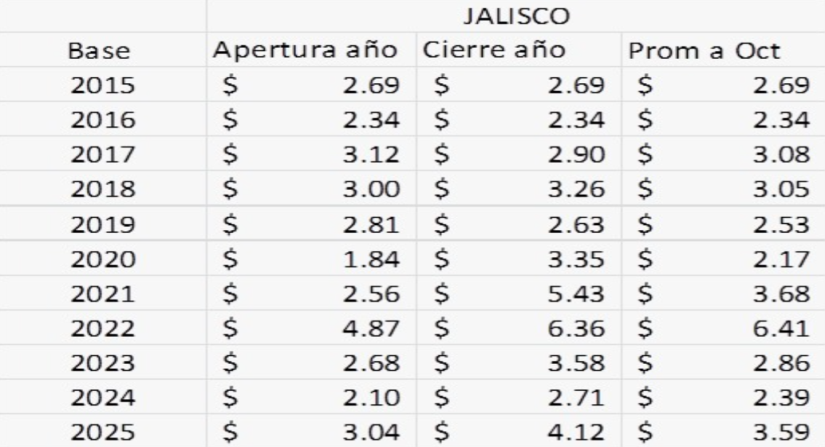 JALISCO
Base Apertura año Cierre año Prom a Oct
2015 $ 2.69 $ 2.69 $ 2.69
2016 $ 2.34 $ 2.34 $ 2.34
2017 $ 3.12 $ 2.90 $ 3.08
2018 $ 3.00 $ 3.26 $ 3.05
2019 $ 2.81 $ 2.63 $ 2.53
2020 $ 1.84 $ 3.35 $ 2.17
2021 $ 2.56 $ 5.43 $ 3.68
2022 $ 4.87 $ 6.36 $ 6.41
2023 $ 2.68 $ 3.58 $ 2.86
2024 $ 2.10 $ 2.71 $ 2.39
2025 $ 3.04 $ 4.12 $ 3.59